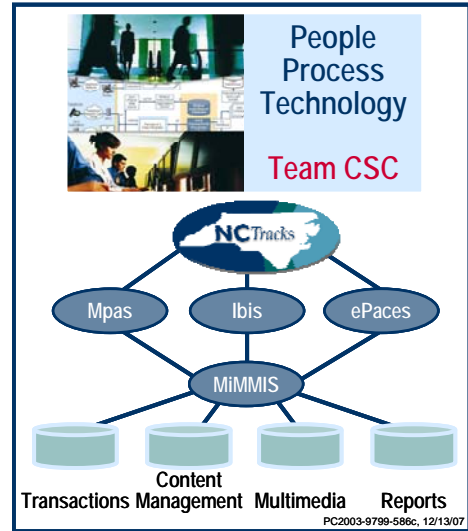 People
Process
Technology
Team CSC
NCTracks
Mpas
Ibis
ePaces
MiMMIS
Transactions
Content
Management
Multimedia
Reports
PC2003-9799-586c, 12/13/07